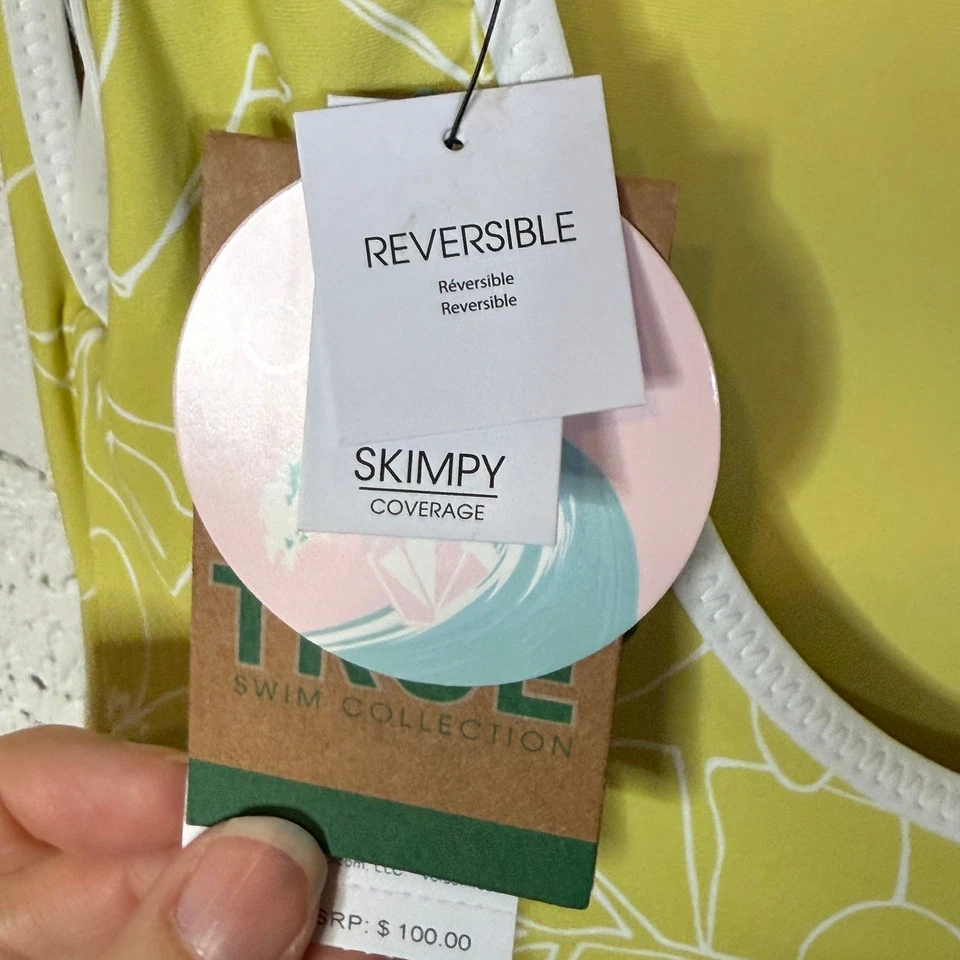 REVERSIBLE
Réversible
Reversible
SKIMPY
COVERAGE
SWIM COLLECTION
SRP: $ 100.00